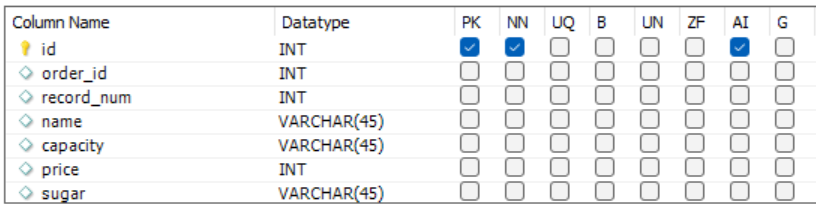 Column Name Datatype PK NN UQ B UN ZF AI G
id INT
order_id INT
record_num INT
name VARCHAR(45)
capacity VARCHAR(45)
price INT
sugar VARCHAR(45)